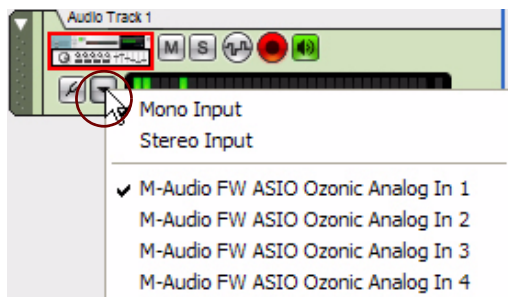 Audio Track 1
M S
Mono Input
Stereo Input
M-Audio FW ASIO Ozonic Analog In 1
M-Audio FW ASIO Ozonic Analog In 2
M-Audio FW ASIO Ozonic Analog In 3
M-Audio FW ASIO Ozonic Analog In 4